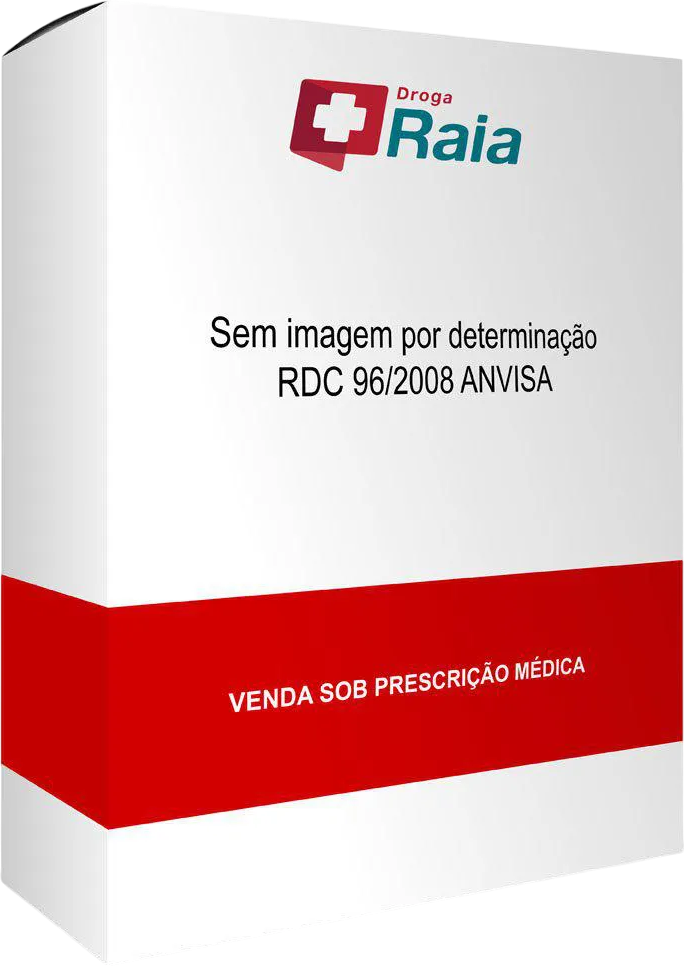 Droga
Raia
Sem imagem por determinação
RDC 96/2008 ANVISA
VENDA SOB PRESCRIÇÃO MÉDICA